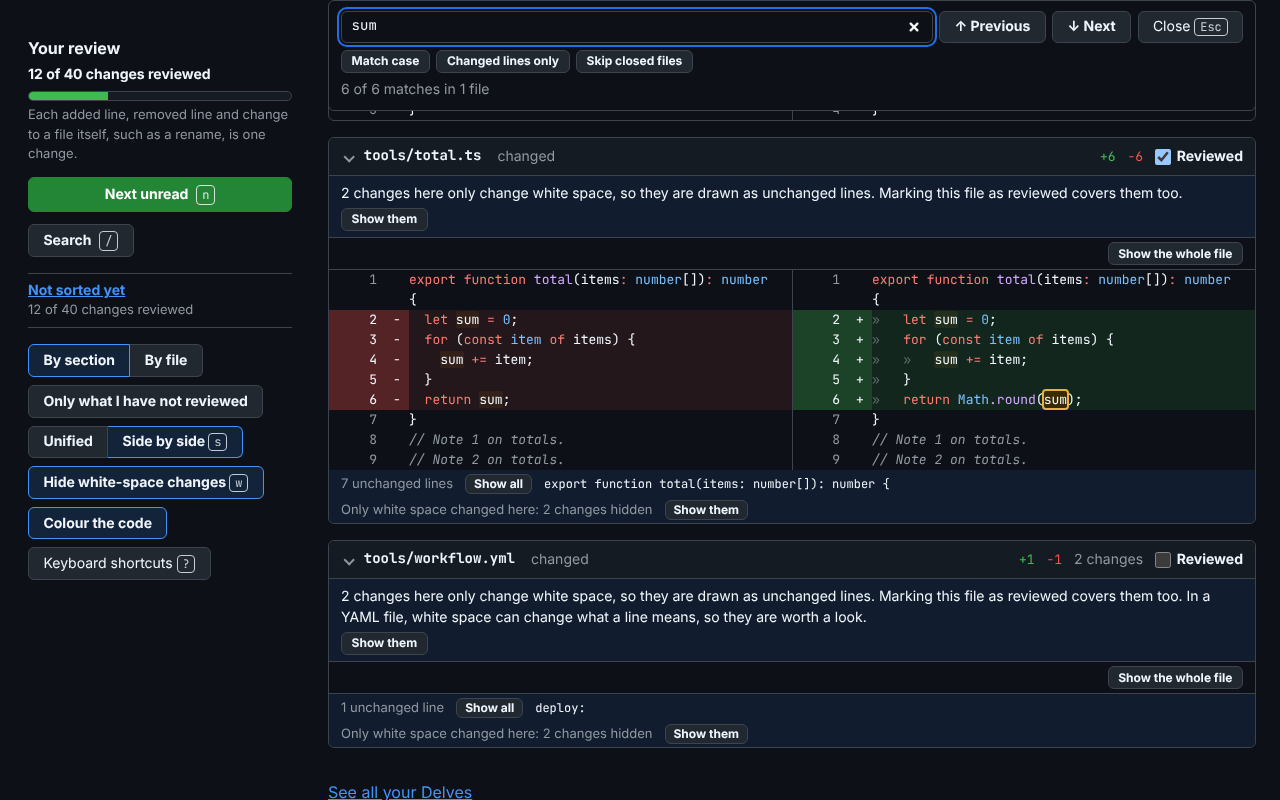 Your review
12 of 40 changes reviewed
Each added line, removed line and change
to a file itself, such as a rename, is one
change.
Next unread n
Search /
Not sorted yet
12 of 40 changes reviewed
By section By file
Only what I have not reviewed
Unified Side by side s
Hide white-space changes w
Colour the code
Keyboard shortcuts ?
sum × ↑ Previous ↓ Next Close Esc
Match case Changed lines only Skip closed files
6 of 6 matches in 1 file
tools/total.ts changed +6 -6 Reviewed
2 changes here only change white space, so they are drawn as unchanged lines. Marking this file as reviewed covers them too.
Show them
Show the whole file
1 export function total(items: number[]): number 1 export function total(items: number[]): number
{ {
2 - let sum = 0; 2 + » let sum = 0;
3 - for (const item of items) { 3 + » for (const item of items) {
4 - sum += item; 4 + » » sum += item;
5 - } 5 + » }
6 - return sum; 6 + » return Math.round(sum);
7 } 7 }
8 // Note 1 on totals. 8 // Note 1 on totals.
9 // Note 2 on totals. 9 // Note 2 on totals.
7 unchanged lines Show all export function total(items: number[]): number {
Only white space changed here: 2 changes hidden Show them
tools/workflow.yml changed +1 -1 2 changes Reviewed
2 changes here only change white space, so they are drawn as unchanged lines. Marking this file as reviewed covers them too. In a
YAML file, white space can change what a line means, so they are worth a look.
Show them
Show the whole file
1 unchanged line Show all deploy:
Only white space changed here: 2 changes hidden Show them
See all your Delves